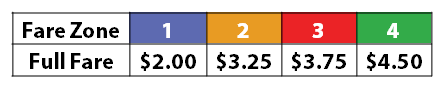 Fare Zone 1 2 3 4
Full Fare $2.00 $3.25 $3.75 $4.50